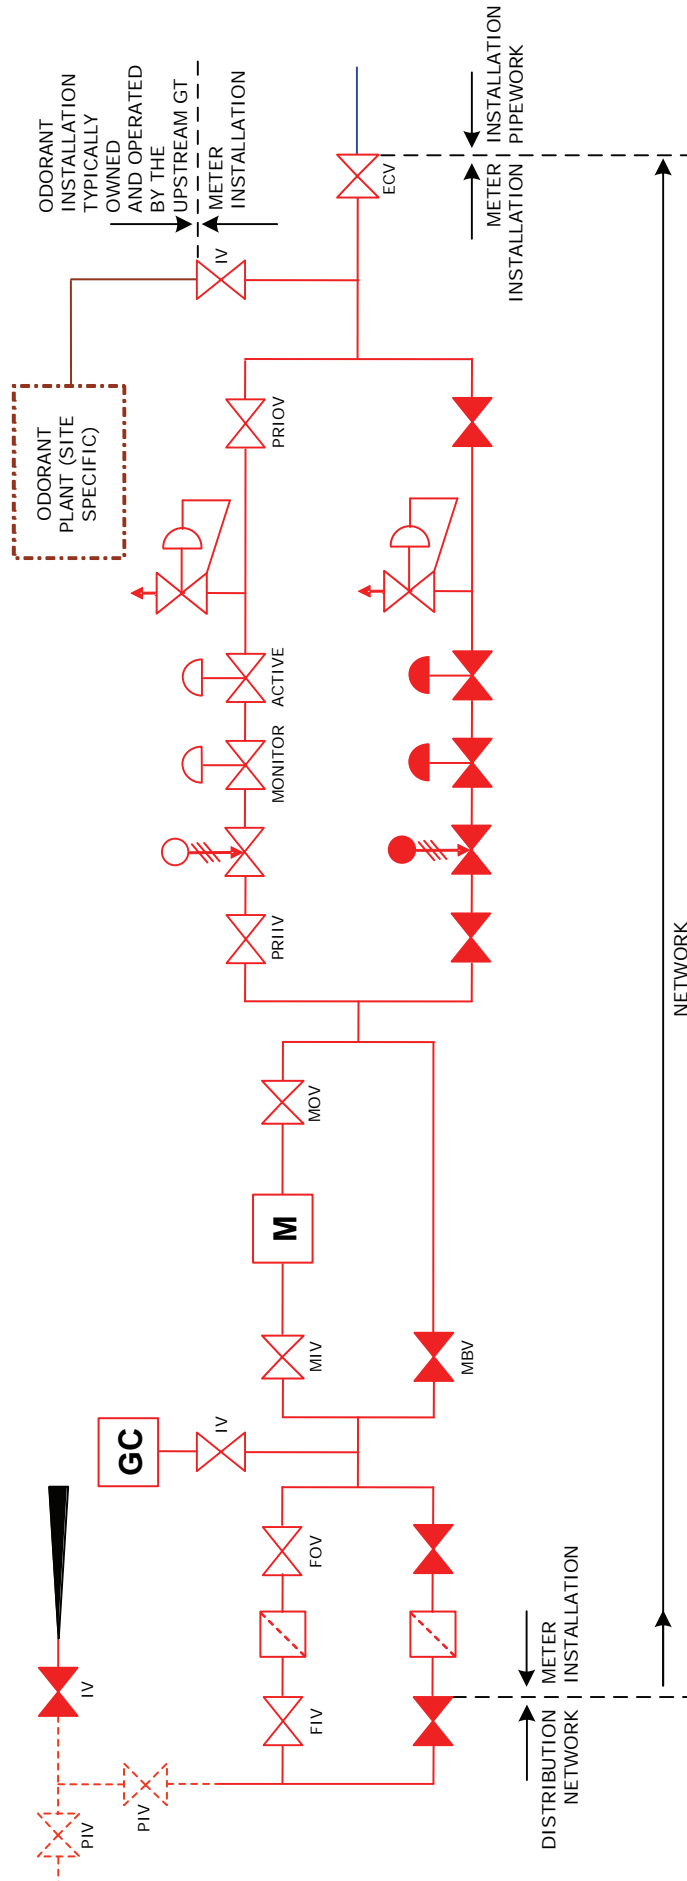 ODORANT
INSTALLATION
TYPICALLY
OWNED
AND OPERATED
BY THE
UPSTREAM GT
METER
INSTALLATION
ODORANT
PLANT (SITE
SPECIFIC)
IV
ECV
METER
INSTALLATION
INSTALLATION
PIPEWORK
PRIOV
ACTIVE
MONITOR
PRIIV
MOV
M
MIV
MBV
GC
IV
FOV
FIV
IV
PIV
PIV
DISTRIBUTION
NETWORK
METER
INSTALLATION
NETWORK